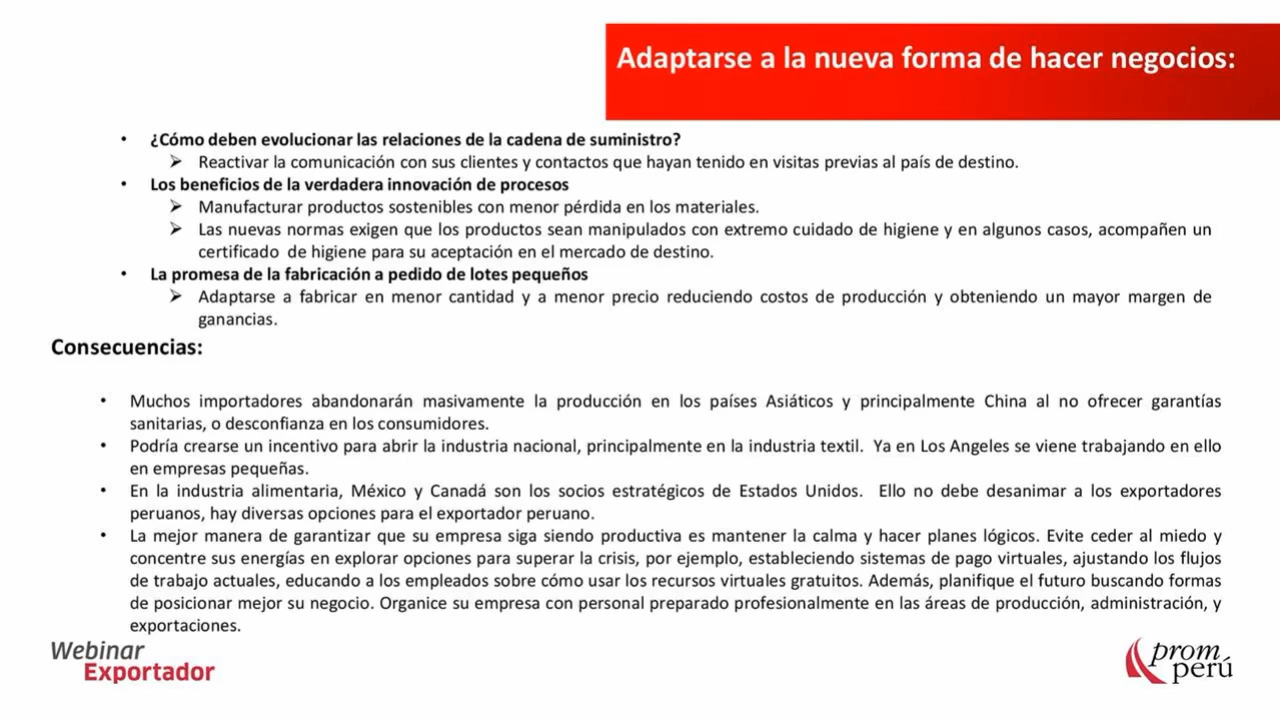 Adaptarse a la nueva forma de hacer negocios:
• ¿Cómo deben evolucionar las relaciones de la cadena de suministro?
➢ Reactivar la comunicación con sus clientes y contactos que hayan tenido en visitas previas al país de destino.
• Los beneficios de la verdadera innovación de procesos
➢ Manufacturar productos sostenibles con menor pérdida en los materiales.
➢ Las nuevas normas exigen que los productos sean manipulados con extremo cuidado de higiene y en algunos casos, acompañen un
certificado de higiene para su aceptación en el mercado de destino.
• La promesa de la fabricación a pedido de lotes pequeños
➢ Adaptarse a fabricar en menor cantidad y a menor precio reduciendo costos de producción y obteniendo un mayor margen de
ganancias.
Consecuencias:
• Muchos importadores abandonarán masivamente la producción en los países Asiáticos y principalmente China al no ofrecer garantías
sanitarias, o desconfianza en los consumidores.
• Podría crearse un incentivo para abrir la industria nacional, principalmente en la industria textil. Ya en Los Angeles se viene trabajando en ello
en empresas pequeñas.
• En la industria alimentaria, México y Canadá son los socios estratégicos de Estados Unidos. Ello no debe desanimar a los exportadores
peruanos, hay diversas opciones para el exportador peruano.
• La mejor manera de garantizar que su empresa siga siendo productiva es mantener la calma y hacer planes lógicos. Evite ceder al miedo y
concentre sus energías en explorar opciones para superar la crisis, por ejemplo, estableciendo sistemas de pago virtuales, ajustando los flujos
de trabajo actuales, educando a los empleados sobre cómo usar los recursos virtuales gratuitos. Además, planifique el futuro buscando formas
de posicionar mejor su negocio. Organice su empresa con personal preparado profesionalmente en las áreas de producción, administración, y
exportaciones.
Webinar
Exportador
prom
perú